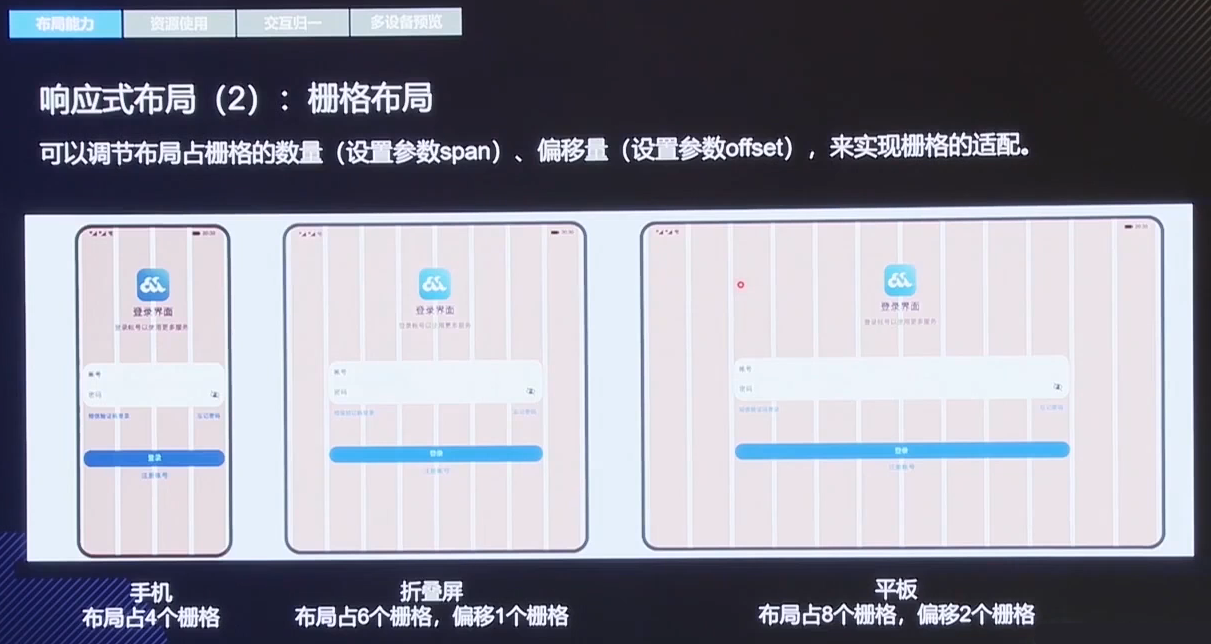 布局能力
资源使用
交互归一
多设备预览
响应式布局（2）：栅格布局
可以调节布局占栅格的数量（设置参数span）、偏移量（设置参数offset），来实现栅格的适配。
登录界面
登录帐号以使用更多服务
账号
密码
短信验证码登录
忘记密码
登录
注册账号
登录界面
登录帐号以使用更多服务
账号
密码
短信验证码登录
忘记密码
登录
注册账号
登录界面
登录帐号以使用更多服务
账号
密码
短信验证码登录
忘记密码
登录
注册账号
手机
布局占4个栅格
折叠屏
布局占6个栅格，偏移1个栅格
平板
布局占8个栅格，偏移2个栅格